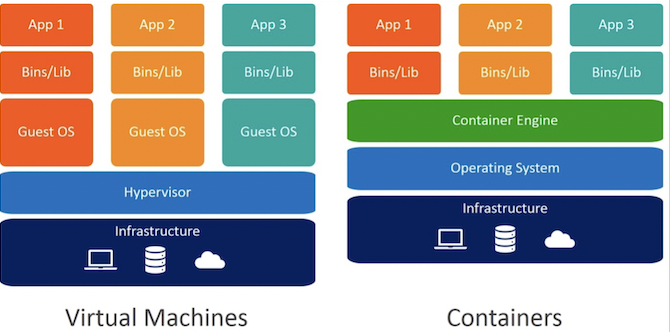 App 1
App 2
App 3
Bins/Lib
Bins/Lib
Bins/Lib
Guest OS
Guest OS
Guest OS
Hypervisor
Infrastructure
Virtual Machines
App 1
App 2
App 3
Bins/Lib
Bins/Lib
Bins/Lib
Container Engine
Operating System
Infrastructure
Containers